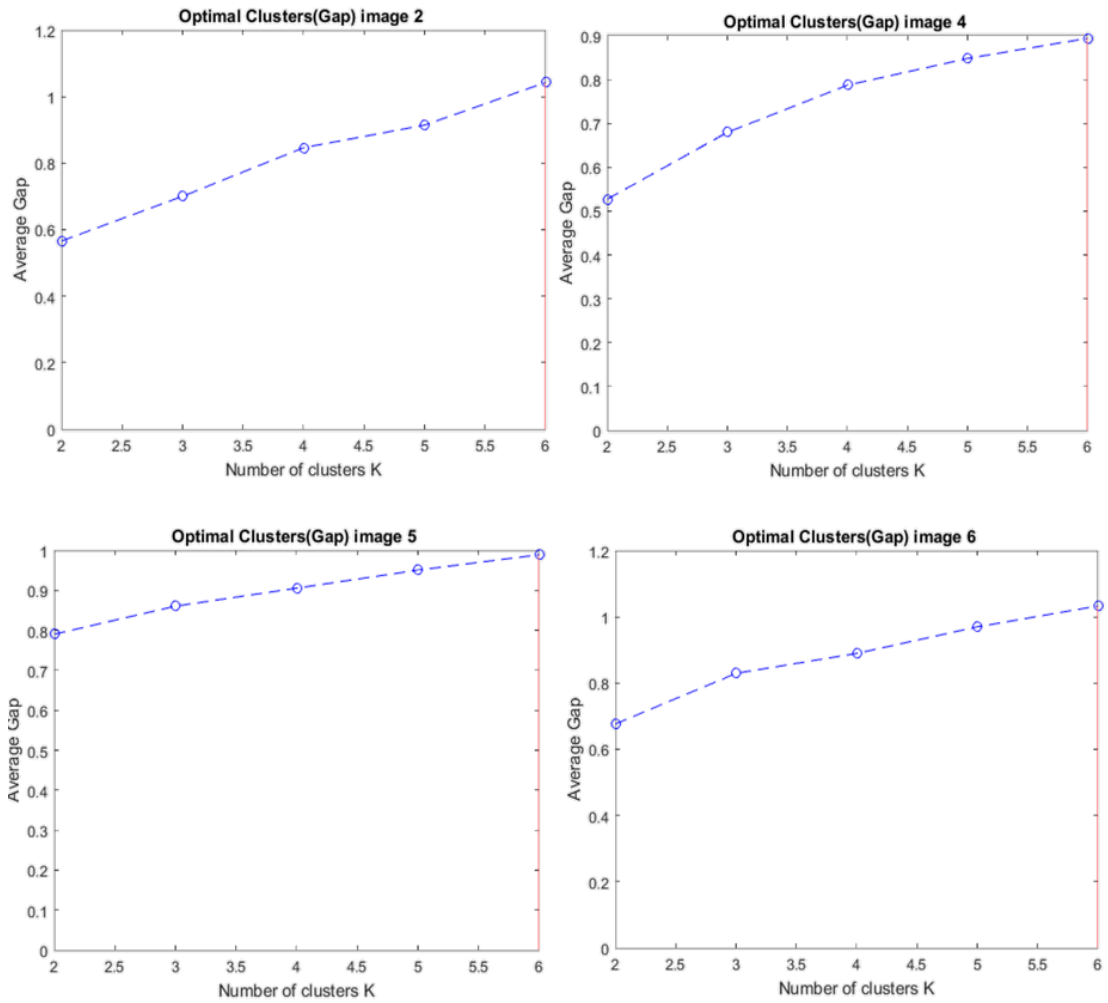 Optimal Clusters(Gap) image 2
1.2
1
0.8
0.6
0.4
0.2
0
Average Gap
2 2.5 3 3.5 4 4.5 5 5.5 6
Number of clusters K
Optimal Clusters(Gap) image 4
0.9
0.8
0.7
0.6
0.5
0.4
0.3
0.2
0.1
0
Average Gap
2 2.5 3 3.5 4 4.5 5 5.5 6
Number of clusters K
Optimal Clusters(Gap) image 5
1
0.9
0.8
0.7
0.6
0.5
0.4
0.3
0.2
0.1
0
Average Gap
2 2.5 3 3.5 4 4.5 5 5.5 6
Number of clusters K
Optimal Clusters(Gap) image 6
1.2
1
0.8
0.6
0.4
0.2
0
Average Gap
2 2.5 3 3.5 4 4.5 5 5.5 6
Number of clusters K